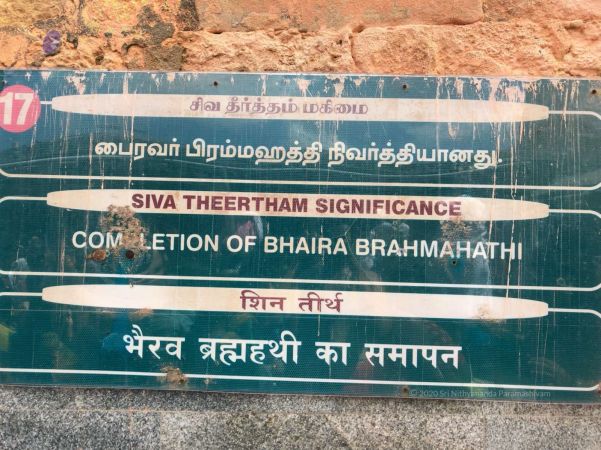 17
சிவ தீர்த்தம் மகிமை
பைரவர் பிரம்மஹத்தி நிவர்த்தியானது.
SIVA THEERTHAM SIGNIFICANCE
COMPLETION OF BHAIRA BRAHMAHATHI
शिन तीर्थ
भैरव ब्रह्महथी का समापन
© 2020 Sri Nithyananda Paramashivam